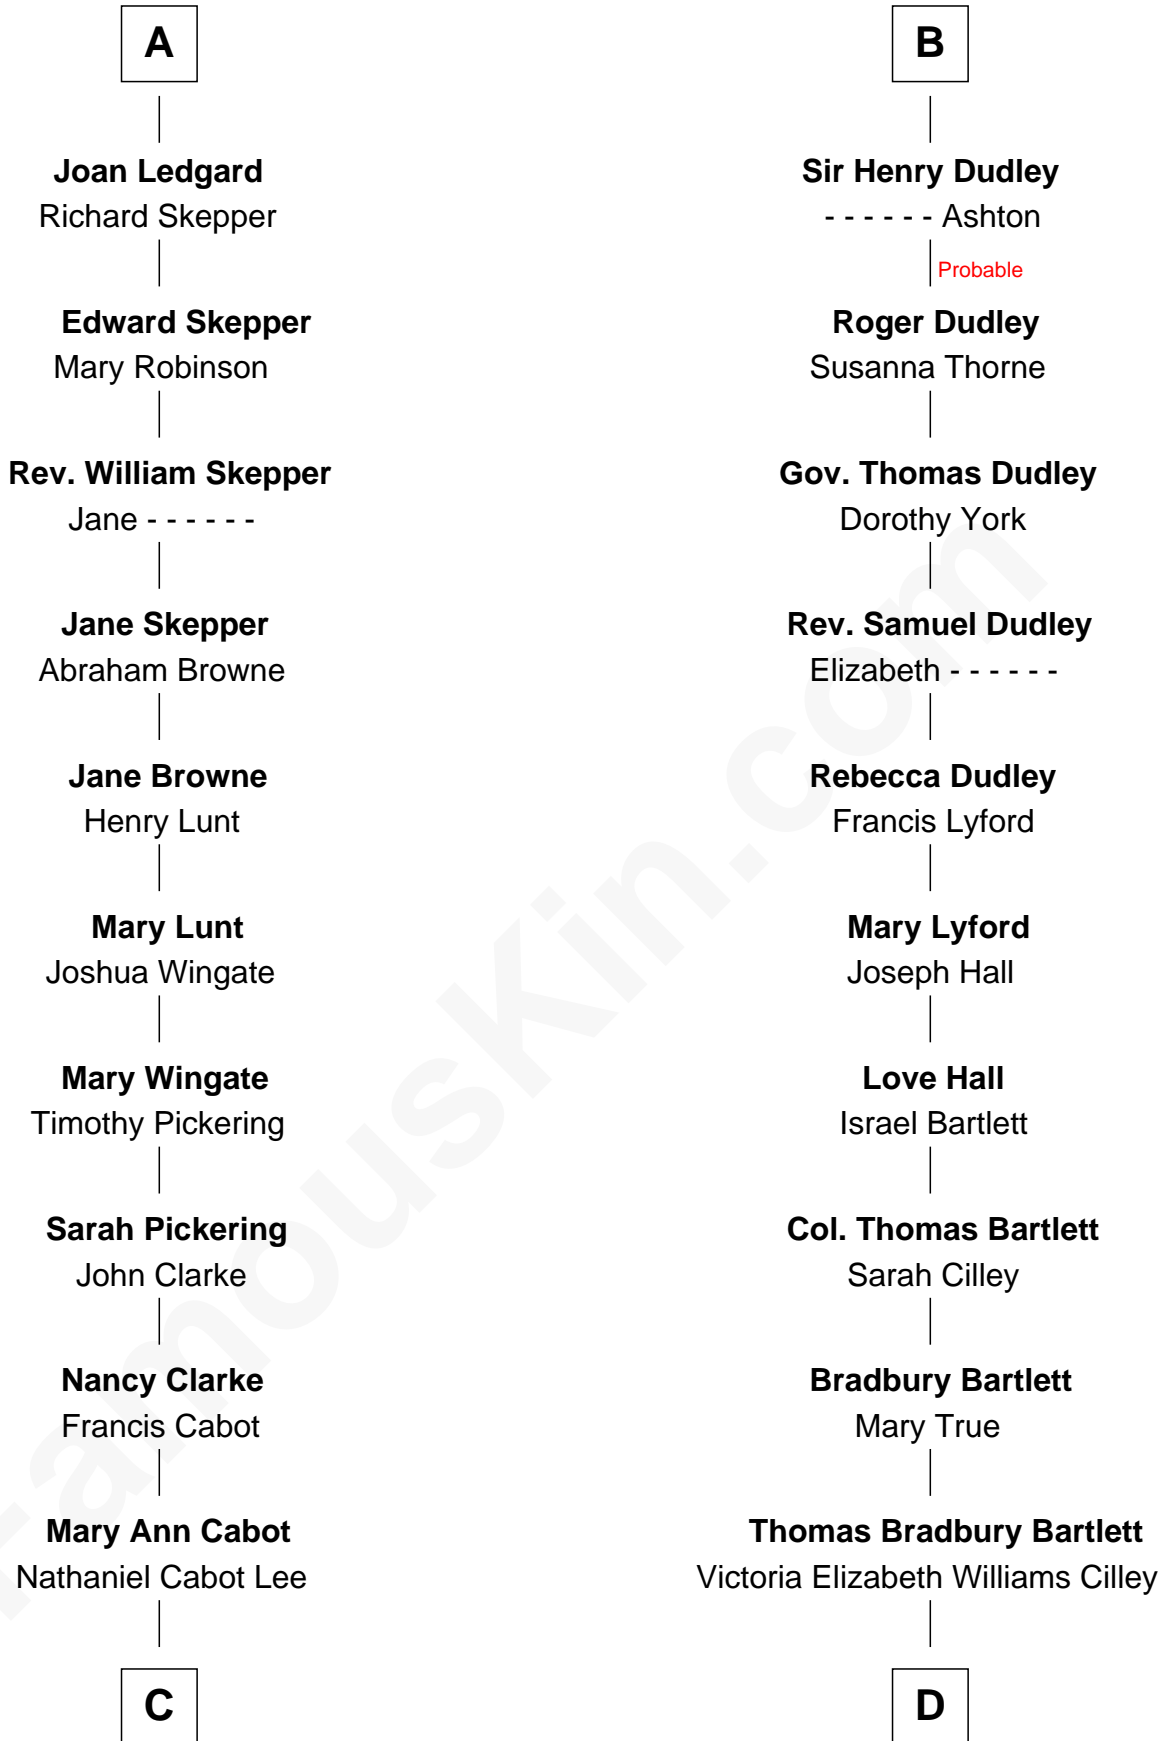 A
Joan Ledgard
Richard Skepper
Edward Skepper
Mary Robinson
Rev. William Skepper
Jane - - - - - -
Jane Skepper
Abraham Browne
Jane Browne
Henry Lunt
Mary Lunt
Joshua Wingate
Mary Wingate
Timothy Pickering
Sarah Pickering
John Clarke
Nancy Clarke
Francis Cabot
Mary Ann Cabot
Nathaniel Cabot Lee
C
B
Sir Henry Dudley
- - - - - - Ashton
Probable
Roger Dudley
Susanna Thorne
Gov. Thomas Dudley
Dorothy York
Rev. Samuel Dudley
Elizabeth - - - - - -
Rebecca Dudley
Francis Lyford
Mary Lyford
Joseph Hall
Love Hall
Israel Bartlett
Col. Thomas Bartlett
Sarah Cilley
Bradbury Bartlett
Mary True
Thomas Bradbury Bartlett
Victoria Elizabeth Williams Cilley
D
FamousKin.com